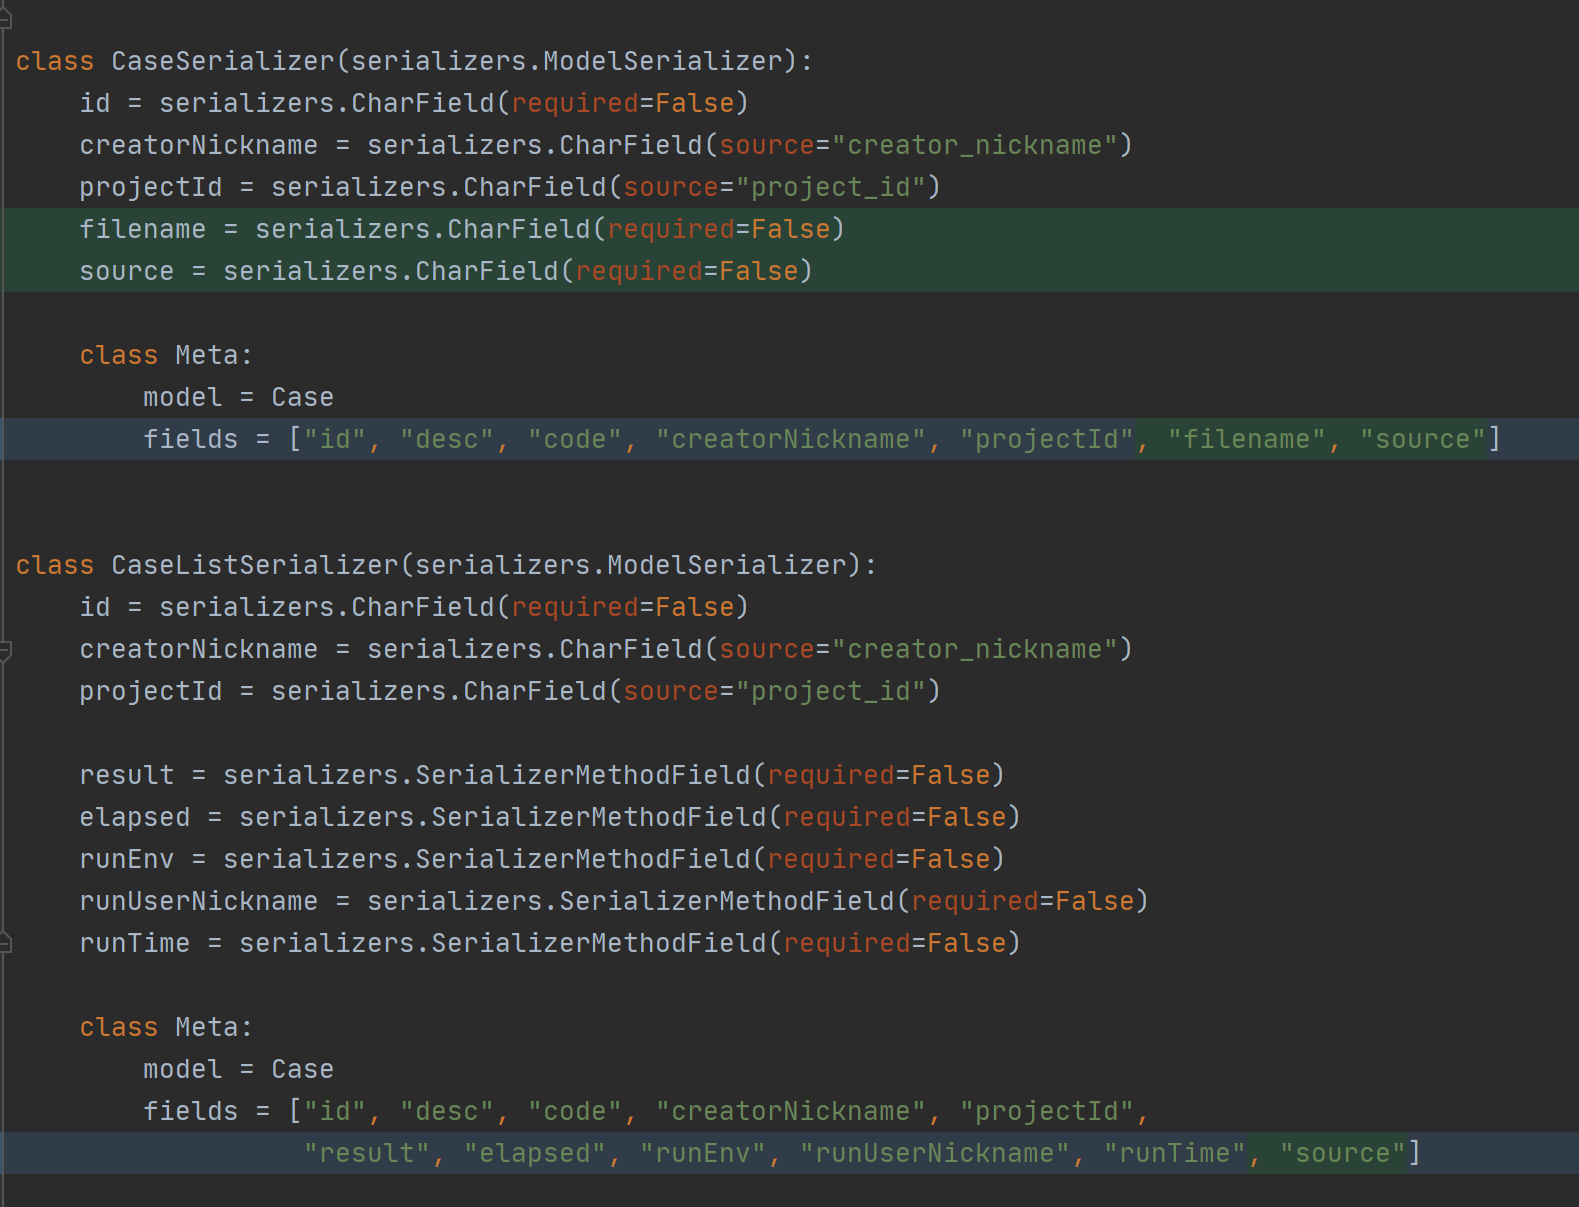 class CaseSerializer(serializers.ModelSerializer):
    id = serializers.CharField(required=False)
    creatorNickname = serializers.CharField(source="creator_nickname")
    projectId = serializers.CharField(source="project_id")
    filename = serializers.CharField(required=False)
    source = serializers.CharField(required=False)
    class Meta:
        model = Case
        fields = ["id", "desc", "code", "creatorNickname", "projectId", "filename", "source"]
class CaseListSerializer(serializers.ModelSerializer):
    id = serializers.CharField(required=False)
    creatorNickname = serializers.CharField(source="creator_nickname")
    projectId = serializers.CharField(source="project_id")
    result = serializers.SerializerMethodField(required=False)
    elapsed = serializers.SerializerMethodField(required=False)
    runEnv = serializers.SerializerMethodField(required=False)
    runUserNickname = serializers.SerializerMethodField(required=False)
    runTime = serializers.SerializerMethodField(required=False)
    class Meta:
        model = Case
        fields = ["id", "desc", "code", "creatorNickname", "projectId",
                  "result", "elapsed", "runEnv", "runUserNickname", "runTime", "source"]